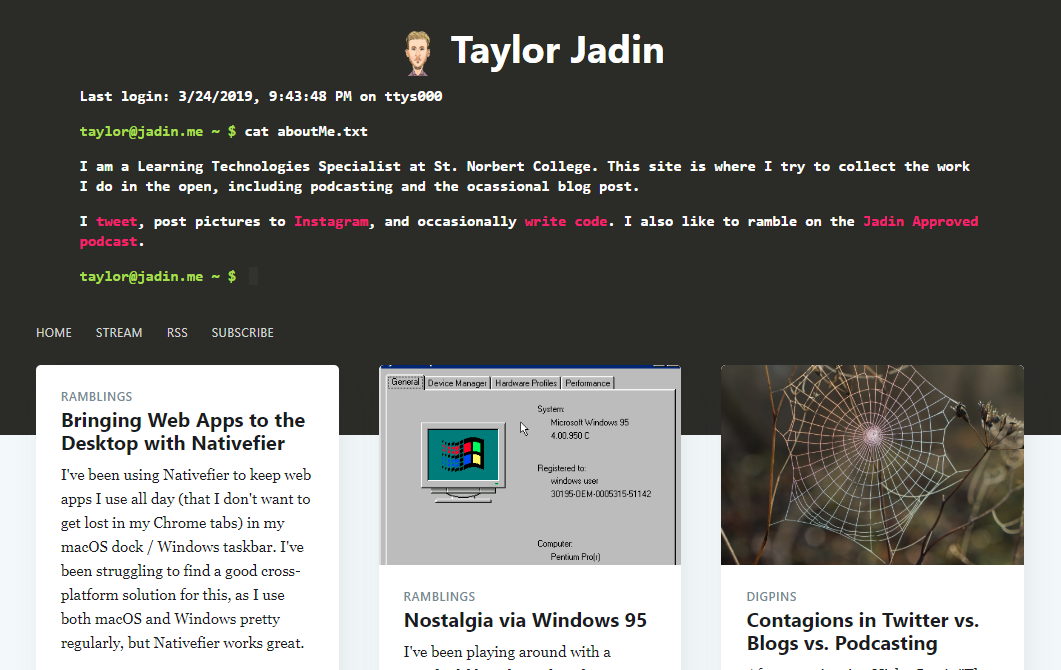 Taylor Jadin
Last login: 3/24/2019, 9:43:48 PM on ttys000
taylor@jadin.me ~ $ cat aboutMe.txt
I am a Learning Technologies Specialist at St. Norbert College. This site is where I try to collect the work
I do in the open, including podcasting and the ocassional blog post.
I tweet, post pictures to Instagram, and occasionally write code. I also like to ramble on the Jadin Approved
podcast.
taylor@jadin.me ~ $
HOME STREAM RSS SUBSCRIBE
RAMBLINGS
Bringing Web Apps to the
Desktop with Nativefier
I've been using Nativefier to keep web
apps I use all day (that I don't want to
get lost in my Chrome tabs) in my
macOS dock / Windows taskbar. I've
been struggling to find a good cross-
platform solution for this, as I use
both macOS and Windows pretty
regularly, but Nativefier works great.
General Device Manager Hardware Profiles Performance
System:
Microsoft Windows 95
4.00.950 C
Registered to:
windows user
30195-OEM-0005315-51142
Computer:
Pentium Pro(r)
RAMBLINGS
Nostalgia via Windows 95
I've been playing around with a
DIGPINS
Contagions in Twitter vs.
Blogs vs. Podcasting